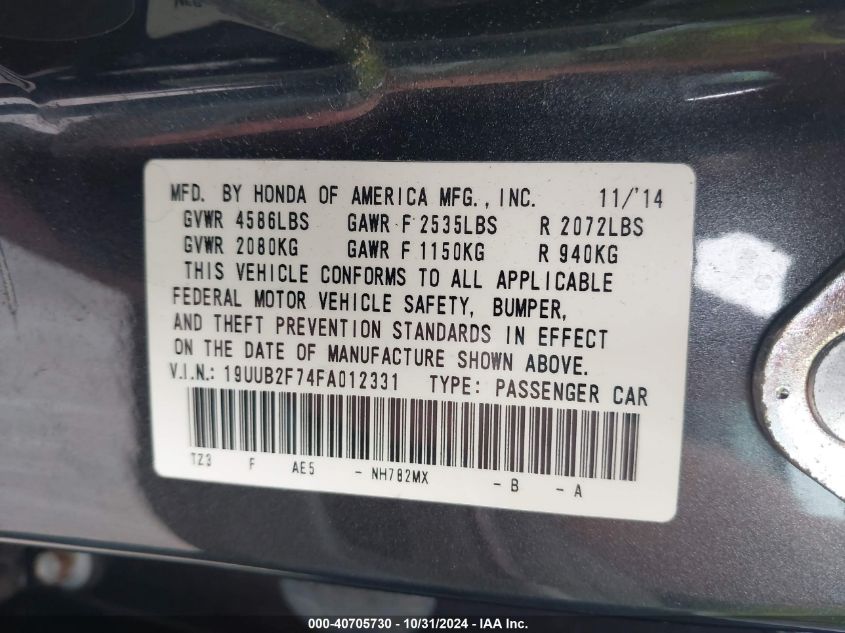 MFD. BY HONDA OF AMERICA MFG., INC. 11/'14
GVWR 4586LBS GAWR F 2535LBS R 2072LBS
GVWR 2080KG GAWR F 1150KG R 940KG
THIS VEHICLE CONFORMS TO ALL APPLICABLE
FEDERAL MOTOR VEHICLE SAFETY, BUMPER,
AND THEFT PREVENTION STANDARDS IN EFFECT
ON THE DATE OF MANUFACTURE SHOWN ABOVE.
V.I.N.: 19UUB2F74FA012331 TYPE: PASSENGER CAR
TZ3 F AE5 - NH782MX - B - A
000-40705730 - 10/31/2024 - IAA Inc.